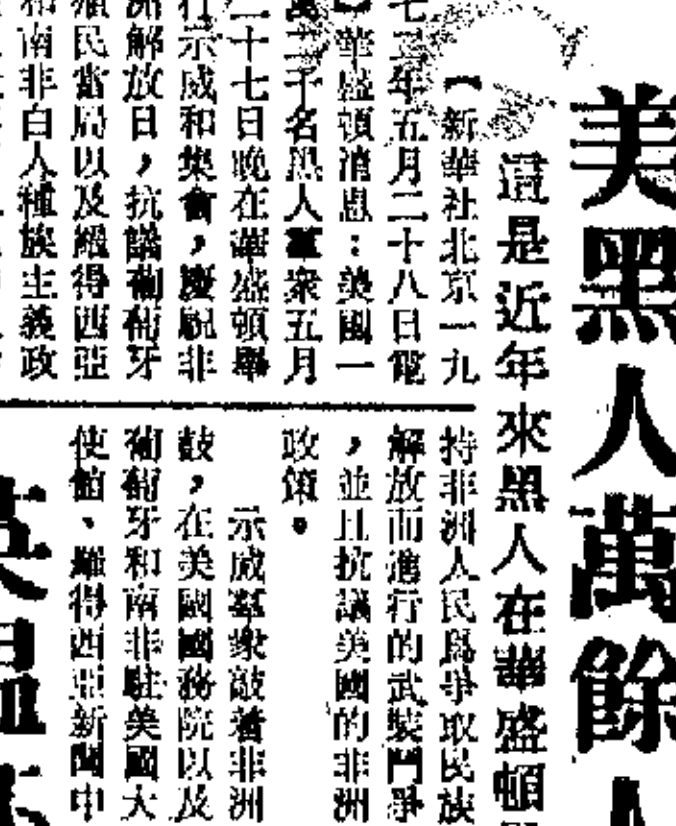 美黑人萬餘人
這是近年來黑人在華盛頓
【新華社北京一九
七二年五月二十八日電
】華盛頓消息：美國一
萬二千名黑人羣衆五月
二十七日晚在華盛頓舉
行示威和集會，慶祝非
洲解放日，抗議葡萄牙
殖民當局以及羅得西亞
和南非白人種族主義政
持非洲人民爲爭取民族
解放而進行的武裝鬥爭
，並且抗議美國的非洲
政策。
示威羣衆敲着非洲
鼓，在美國國務院以及
葡萄牙和南非駐美國大
使館、羅得西亞新聞中
英